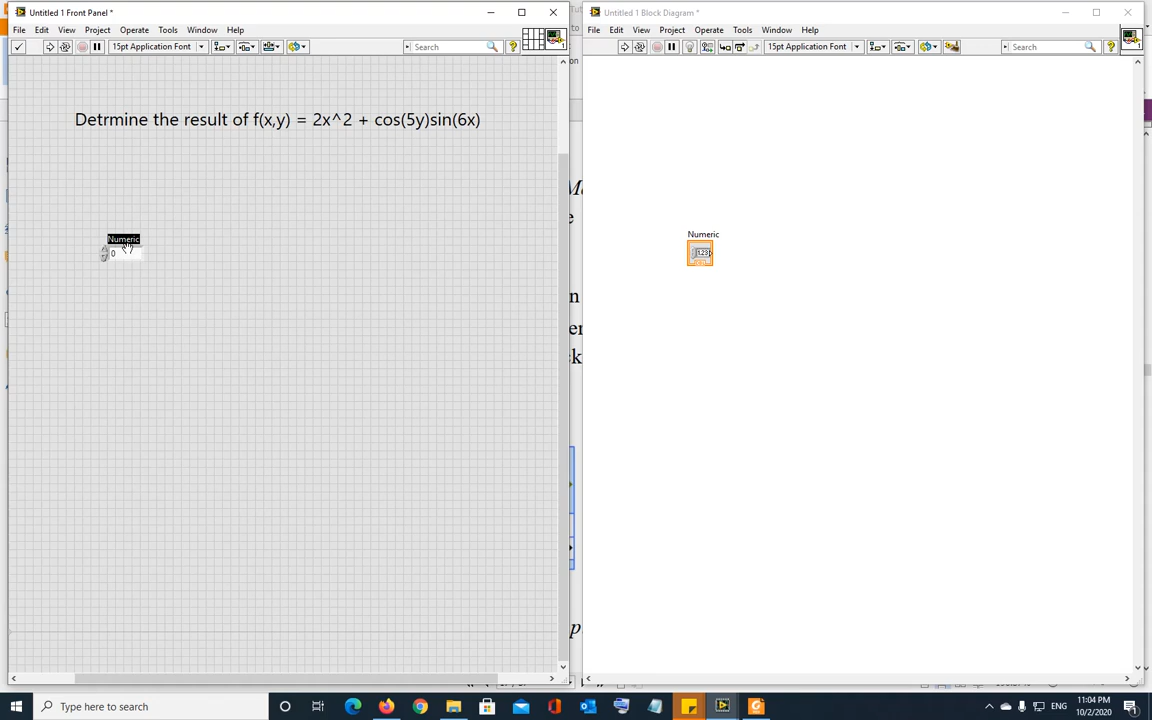 Untitled 1 Front Panel *
File Edit View Project Operate Tools Window Help
15pt Application Font
Search
Detrmine the result of f(x,y) = 2x^2 + cos(5y)sin(6x)
Numeric
0
Untitled 1 Block Diagram *
File Edit View Project Operate Tools Window Help
15pt Application Font
Search
Numeric
1.23
Type here to search
ENG
11:04 PM
10/2/2020